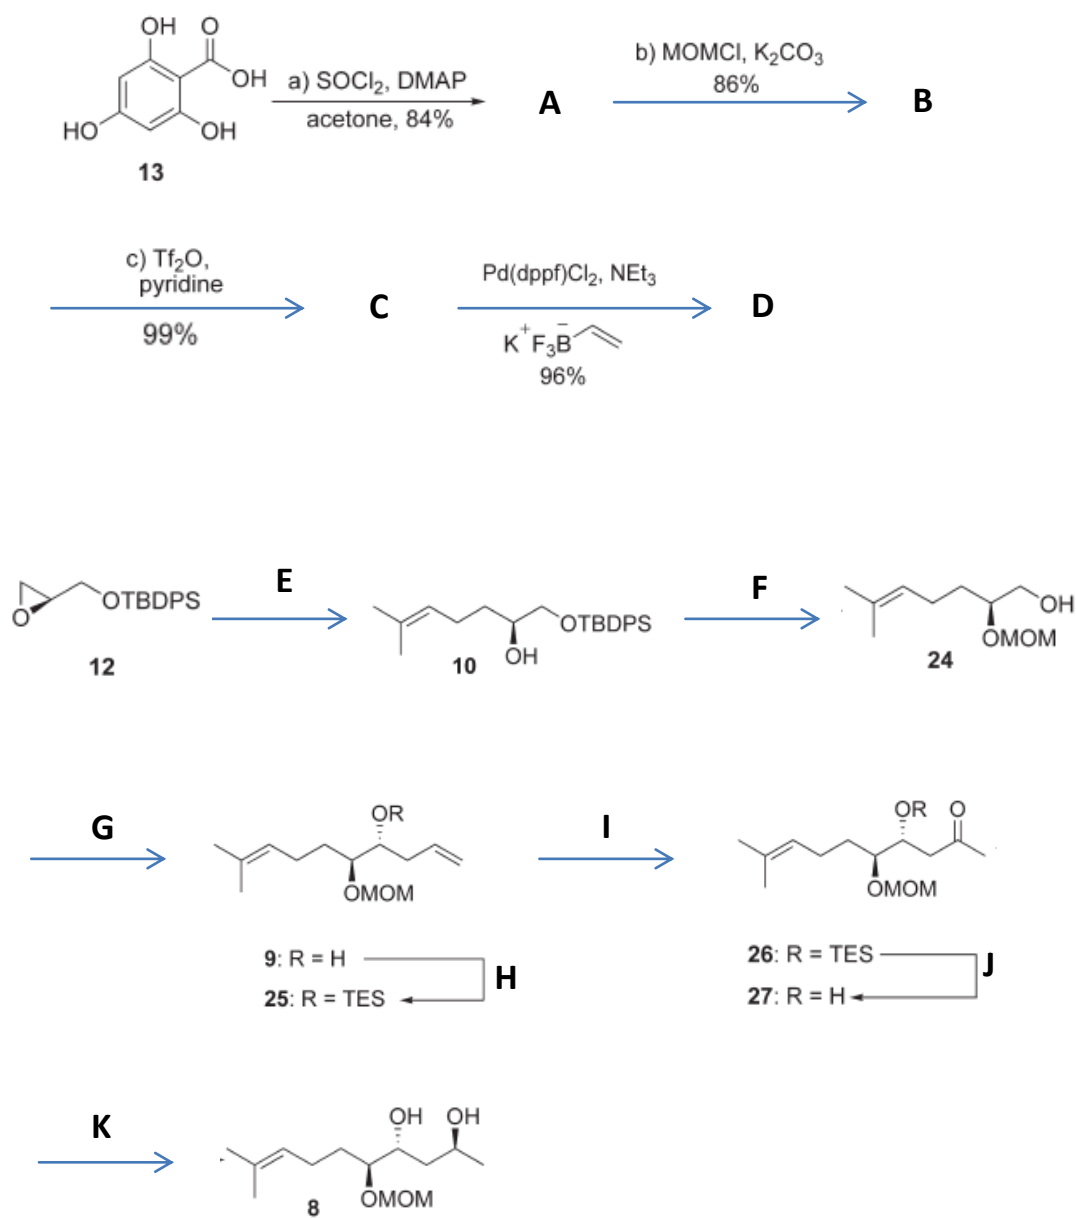 OH
O
OH
HO
OH
13
a) SOCl₂, DMAP
acetone, 84%
A
b) MOMCl, K₂CO₃
86%
B
c) Tf₂O,
pyridine
99%
C
Pd(dppf)Cl₂, NEt₃
K⁺ F₃B⁻
96%
D
O
OTBDPS
12
E
OTBDPS
OH
10
F
OH
OMOM
24
G
OR
OMOM
9: R = H
25: R = TES
H
I
OR
O
OMOM
26: R = TES
27: R = H
J
K
OH
OH
OMOM
8